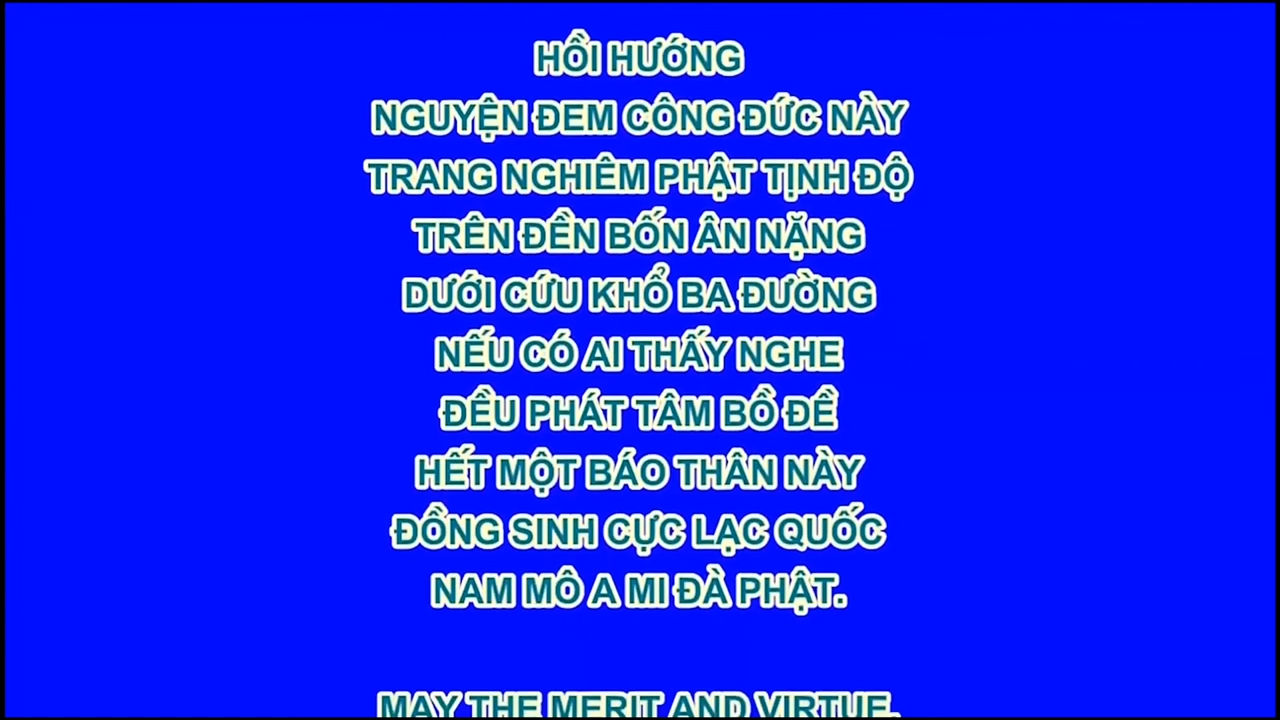 HỒI HƯỚNG
NGUYỆN ĐEM CÔNG ĐỨC NÀY
TRANG NGHIÊM PHẬT TỊNH ĐỘ
TRÊN ĐỀN BỐN ÂN NẶNG
DƯỚI CỨU KHỔ BA ĐƯỜNG
NẾU CÓ AI THẤY NGHE
ĐỀU PHÁT TÂM BỒ ĐỀ
HẾT MỘT BÁO THÂN NÀY
ĐỒNG SINH CỰC LẠC QUỐC
NAM MÔ A MI ĐÀ PHẬT.
MAY THE MERIT AND VIRTUE,